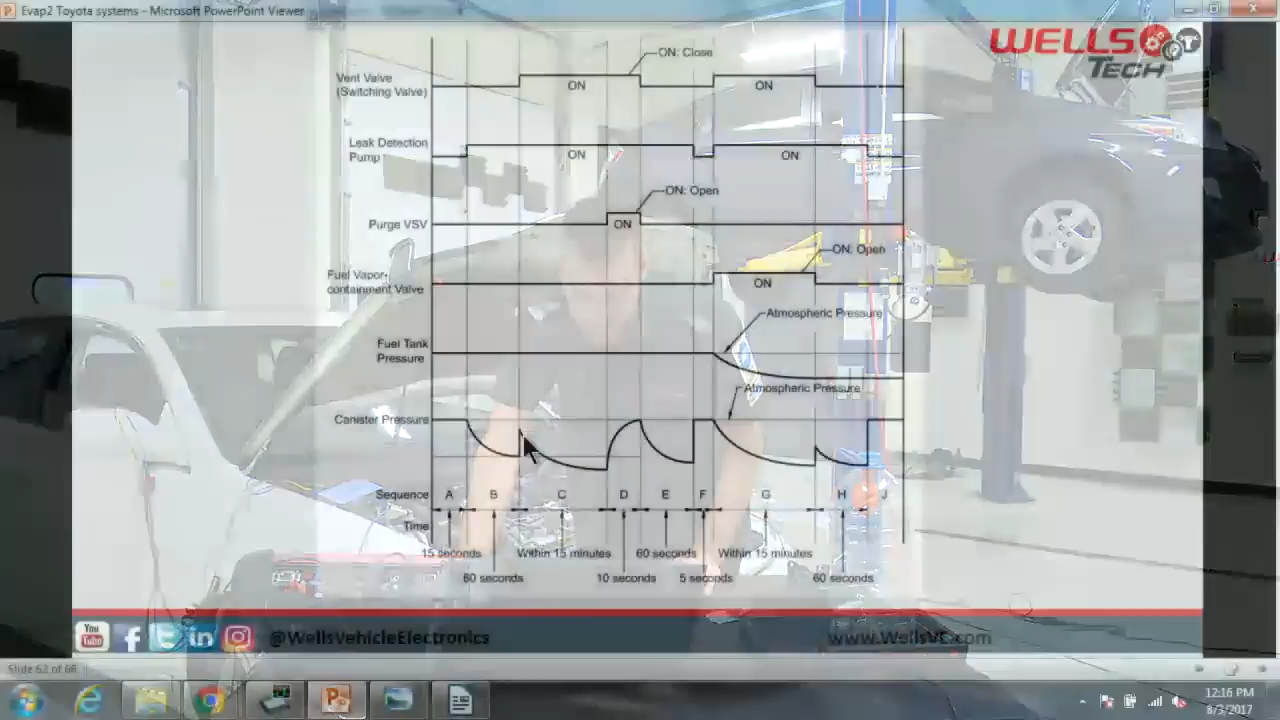 Evap2 Toyota systems - Microsoft PowerPoint Viewer
WELLS
TECH
ON: Close
Vent Valve
(Switching Valve)
ON
ON
Leak Detection
Pump
ON
ON
ON: Open
Purge VSV
ON
ON: Open
Fuel Vapor-
containment Valve
ON
Atmospheric Pressure
Fuel Tank
Pressure
Atmospheric Pressure
Canister Pressure
Sequence
A
B
C
D
E
F
G
H
J
Time
15 seconds
Within 15 minutes
60 seconds
Within 15 minutes
60 seconds
10 seconds
5 seconds
60 seconds
You
Tube
@WellsVehicleElectronics
www.WellsVE.com
Slide 62 of 68
12:16 PM
8/3/2017